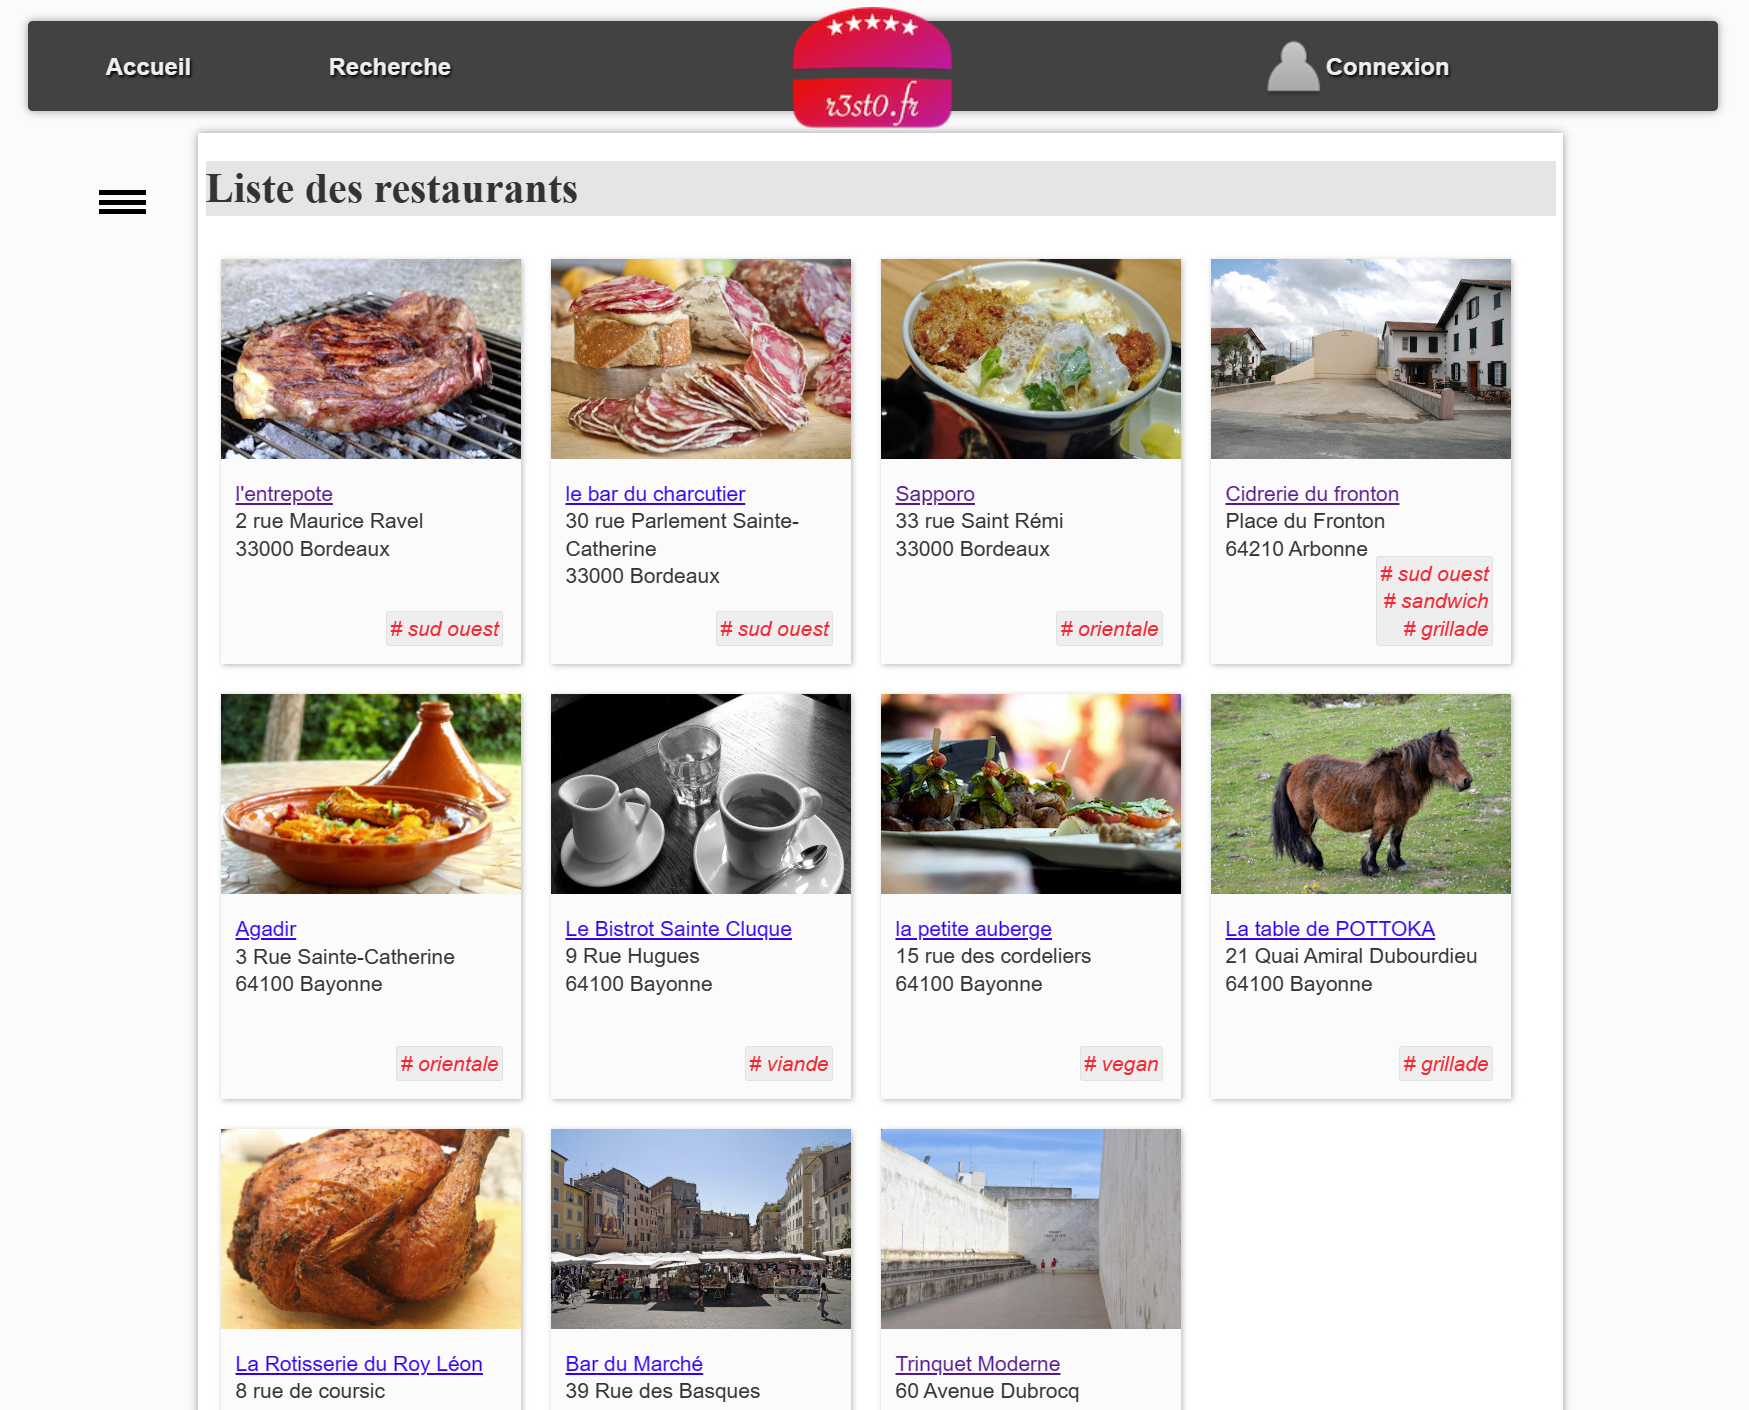 Accueil
Recherche
r3st0.fr
Connexion
Liste des restaurants
l'entrepote
2 rue Maurice Ravel
33000 Bordeaux
# sud ouest
le bar du charcutier
30 rue Parlement Sainte-
Catherine
33000 Bordeaux
# sud ouest
Sapporo
33 rue Saint Rémi
33000 Bordeaux
# orientale
Cidrerie du fronton
Place du Fronton
64210 Arbonne
# sud ouest
# sandwich
# grillade
Agadir
3 Rue Sainte-Catherine
64100 Bayonne
# orientale
Le Bistrot Sainte Cluque
9 Rue Hugues
64100 Bayonne
# viande
la petite auberge
15 rue des cordeliers
64100 Bayonne
# vegan
La table de POTTOKA
21 Quai Amiral Dubourdieu
64100 Bayonne
# grillade
La Rotisserie du Roy Léon
8 rue de coursic
Bar du Marché
39 Rue des Basques
Trinquet Moderne
60 Avenue Dubrocq